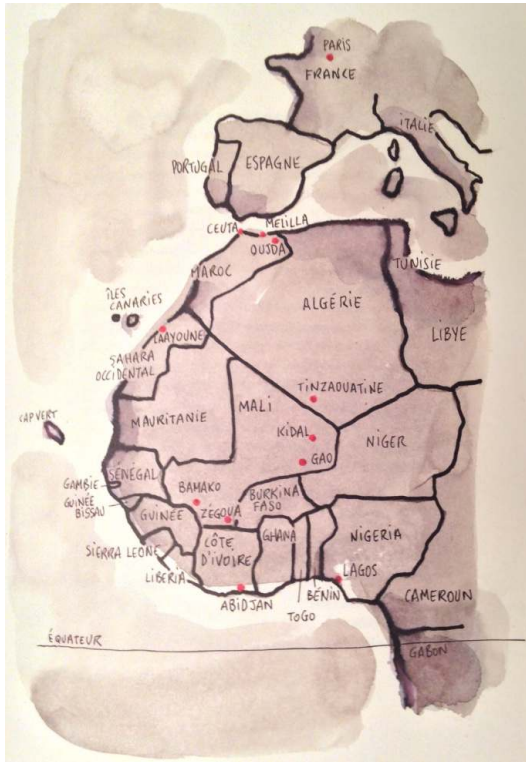 PARIS
FRANCE
ITALIE
PORTUGAL
ESPAGNE
CEUTA
MELILLA
OUJDA
MAROC
TUNISIE
ÎLES
CANARIES
ALGÉRIE
LAAYOUNE
LIBYE
SAHARA
OCCIDENTAL
TINZAOUATINE
MALI
MAURITANIE
CAP VERT
KIDAL
NIGER
GAO
SÉNÉGAL
GAMBIE
BAMAKO
BURKINA
FASO
GUINÉE
BISSAU
GUINÉE
ZEGOUA
GHANA
NIGERIA
CÔTE
D'IVOIRE
SIERRA LEONE
LIBERIA
LAGOS
BÉNIN
CAMEROUN
ABIDJAN
TOGO
ÉQUATEUR
GABON